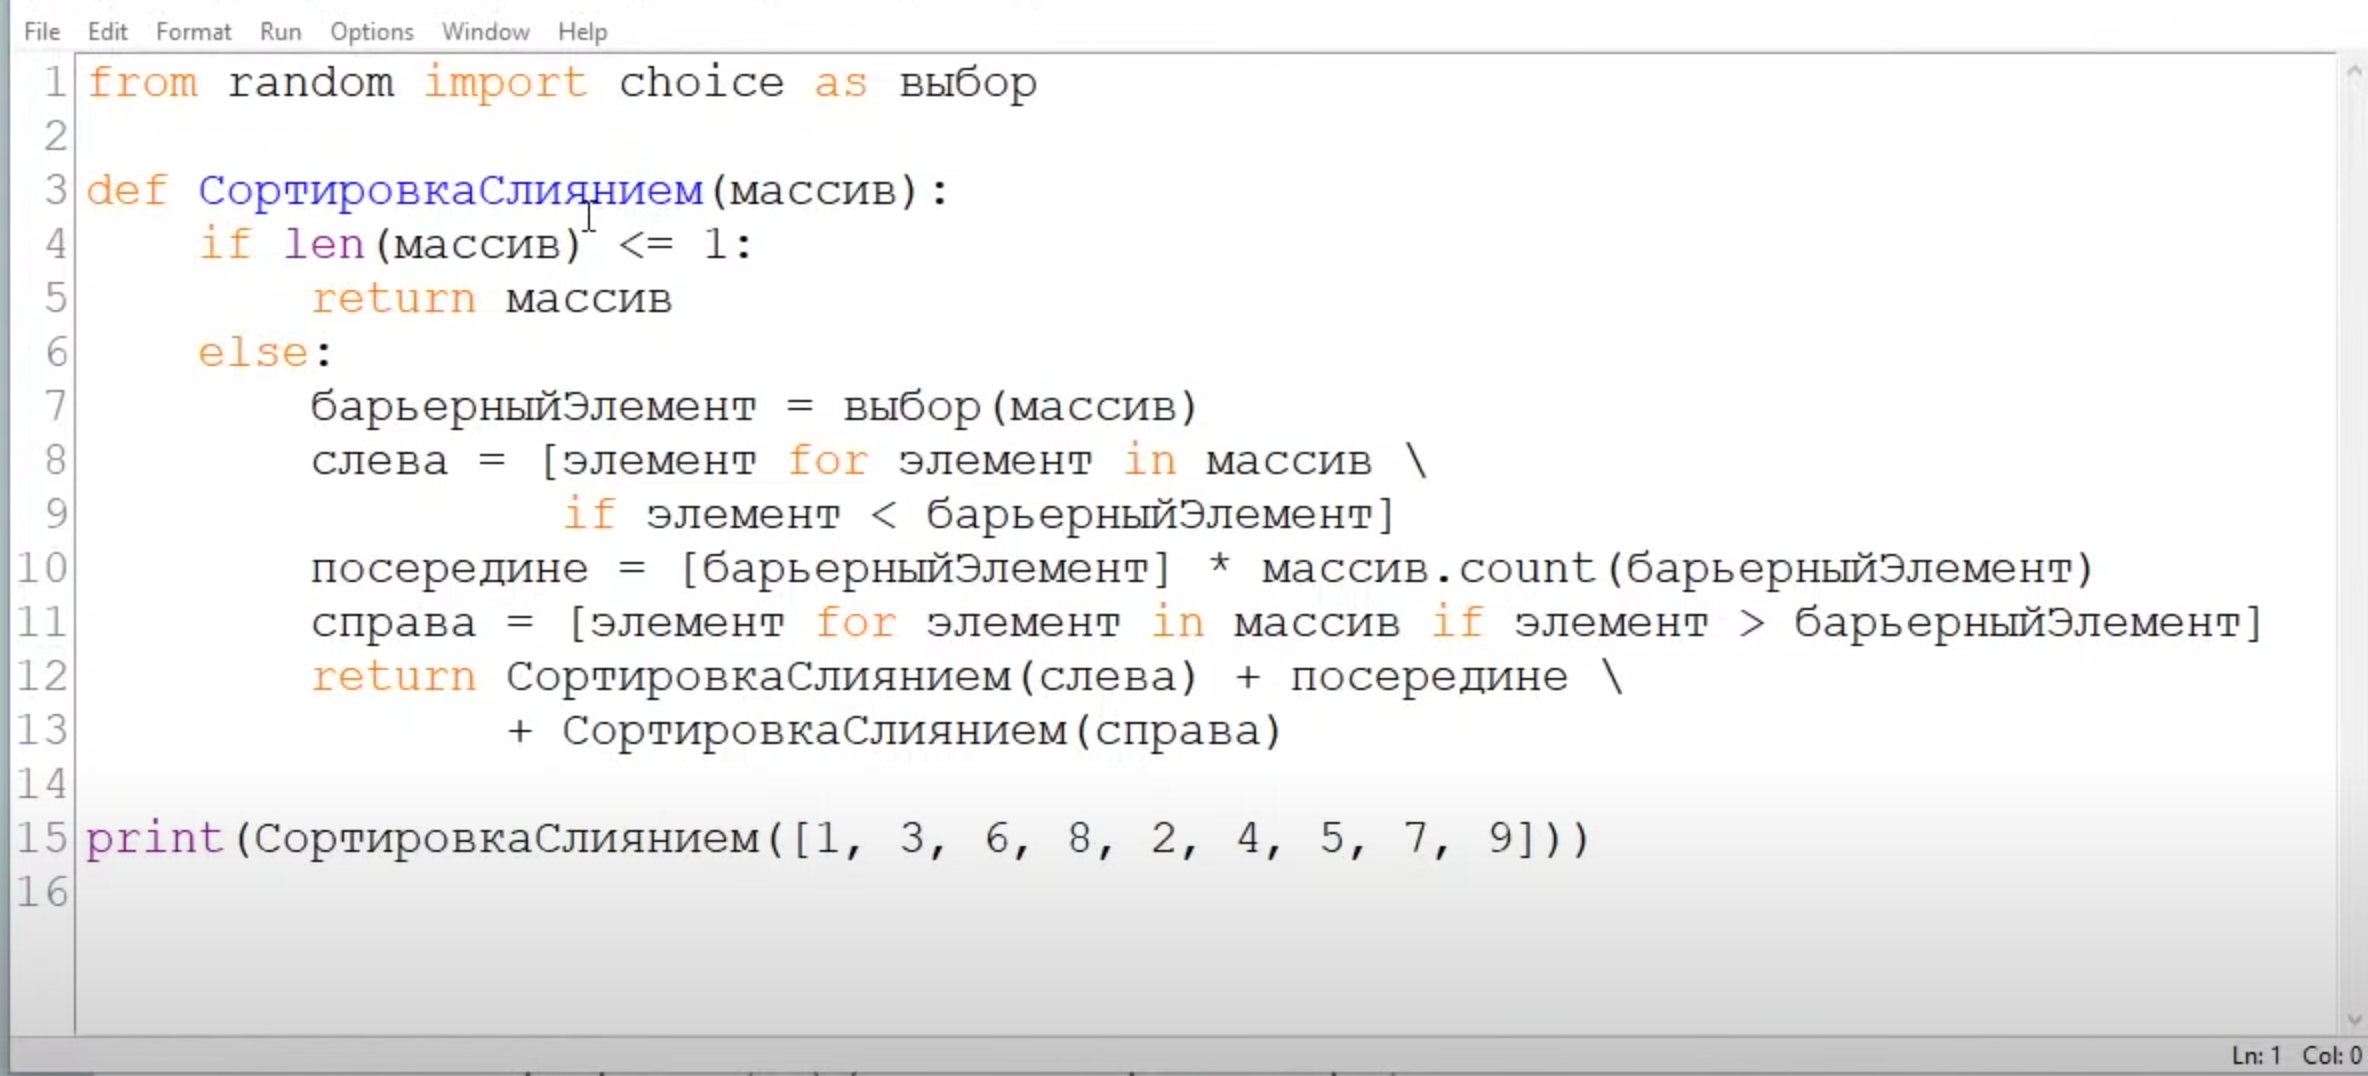 File Edit Format Run Options Window Help
1 from random import choice as выбор
2
3 def СортировкаСлиянием(массив):
4     if len(массив) <= 1:
5         return массив
6     else:
7         барьерныйЭлемент = выбор(массив)
8         слева = [элемент for элемент in массив \
9                  if элемент < барьерныйЭлемент]
10         посередине = [барьерныйЭлемент] * массив.count(барьерныйЭлемент)
11         справа = [элемент for элемент in массив if элемент > барьерныйЭлемент]
12         return СортировкаСлиянием(слева) + посередине \
13                + СортировкаСлиянием(справа)
14
15 print(СортировкаСлиянием([1, 3, 6, 8, 2, 4, 5, 7, 9]))
16
Ln: 1 Col: 0